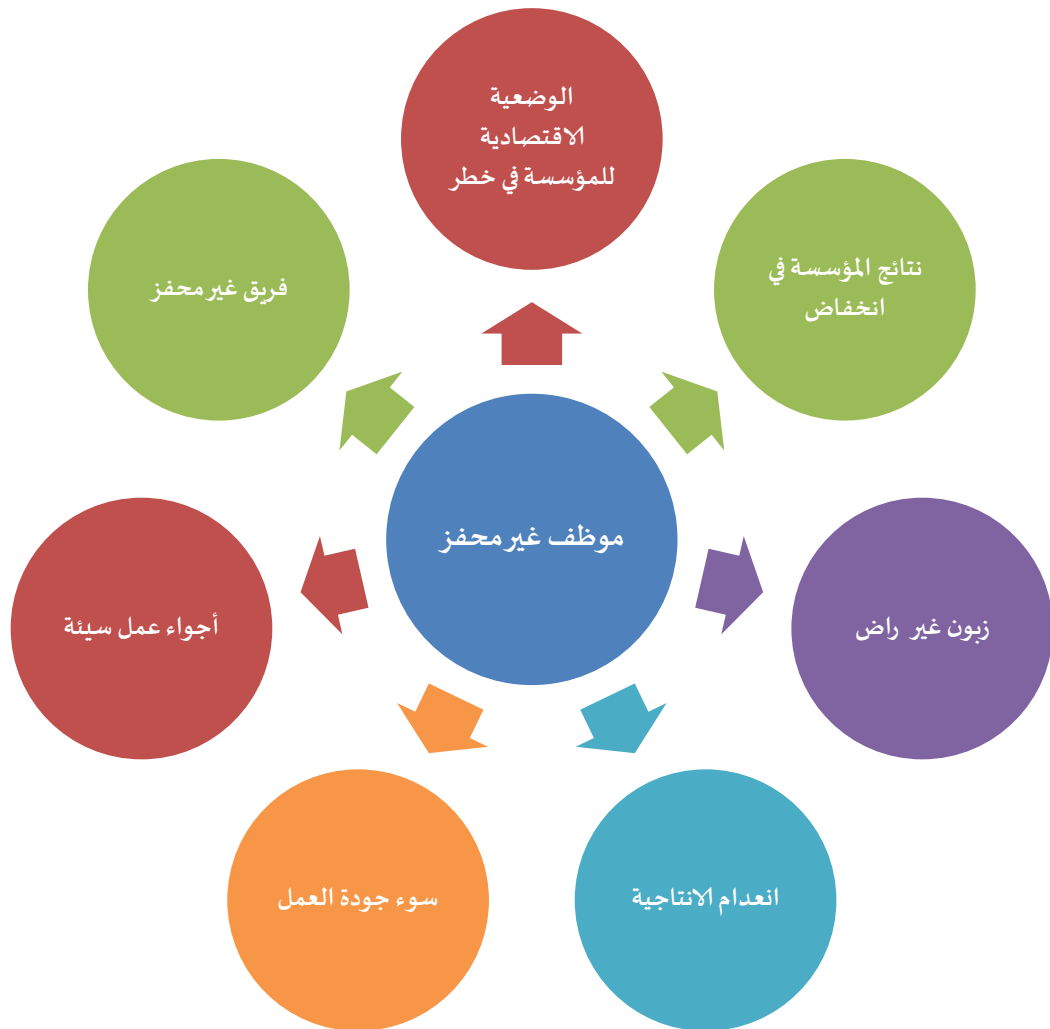 الوضعية
الاقتصادية
للمؤسسة في خطر
نتائج المؤسسة في
انخفاض
فريق غير محفز
موظف غير محفز
زبون غير راض
أجواء عمل سيئة
انعدام الانتاجية
سوء جودة العمل